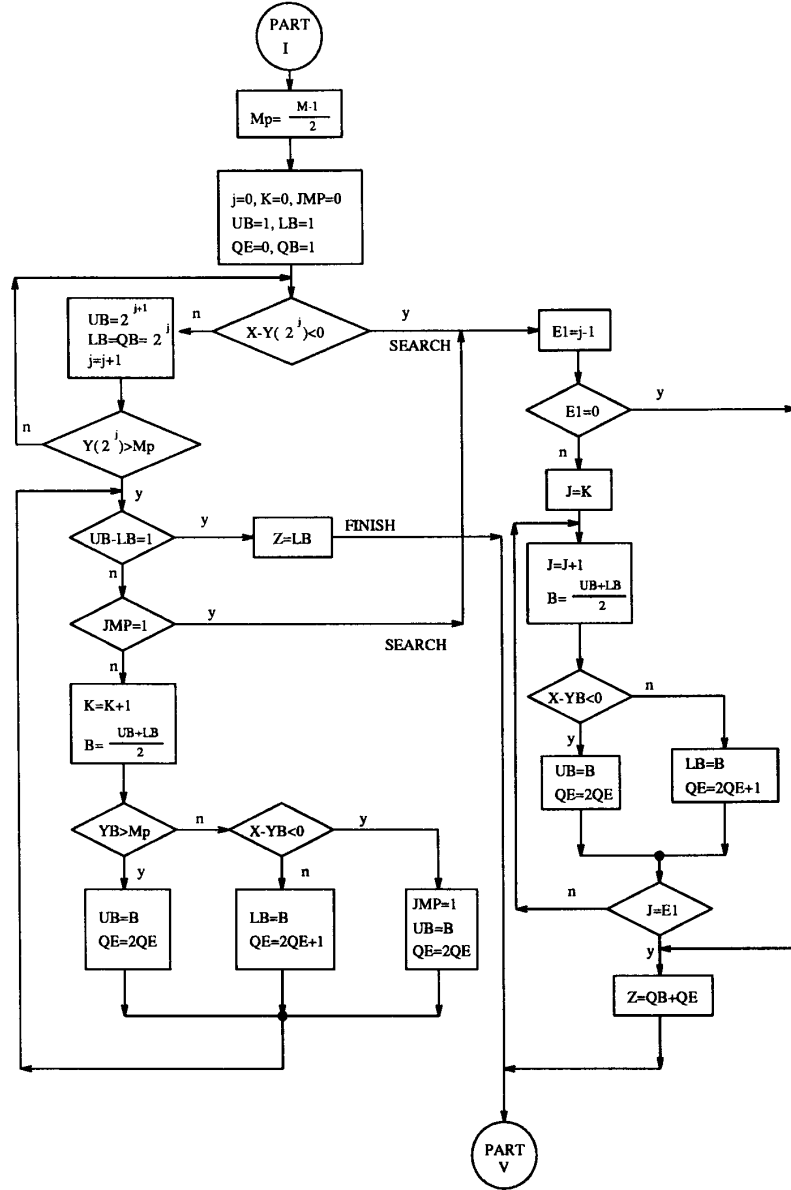 PART
I
Mp= M-1
2
j=0, K=0, JMP=0
UB=1, LB=1
QE=0, QB=1
X-Y( 2 j )<0
n
y
SEARCH
UB=2 j+1
LB=QB= 2 j
j=j+1
E1=j-1
E1=0
y
n
Y( 2 j )>Mp
n
y
J=K
UB-LB=1
y
n
Z=LB
FINISH
J=J+1
B= UB+LB
2
JMP=1
y
n
SEARCH
X-YB<0
n
y
K=K+1
B= UB+LB
2
UB=B
QE=2QE
LB=B
QE=2QE+1
YB>Mp
n
y
X-YB<0
y
n
UB=B
QE=2QE
LB=B
QE=2QE+1
JMP=1
UB=B
QE=2QE
J=E1
n
y
Z=QB+QE
PART
V